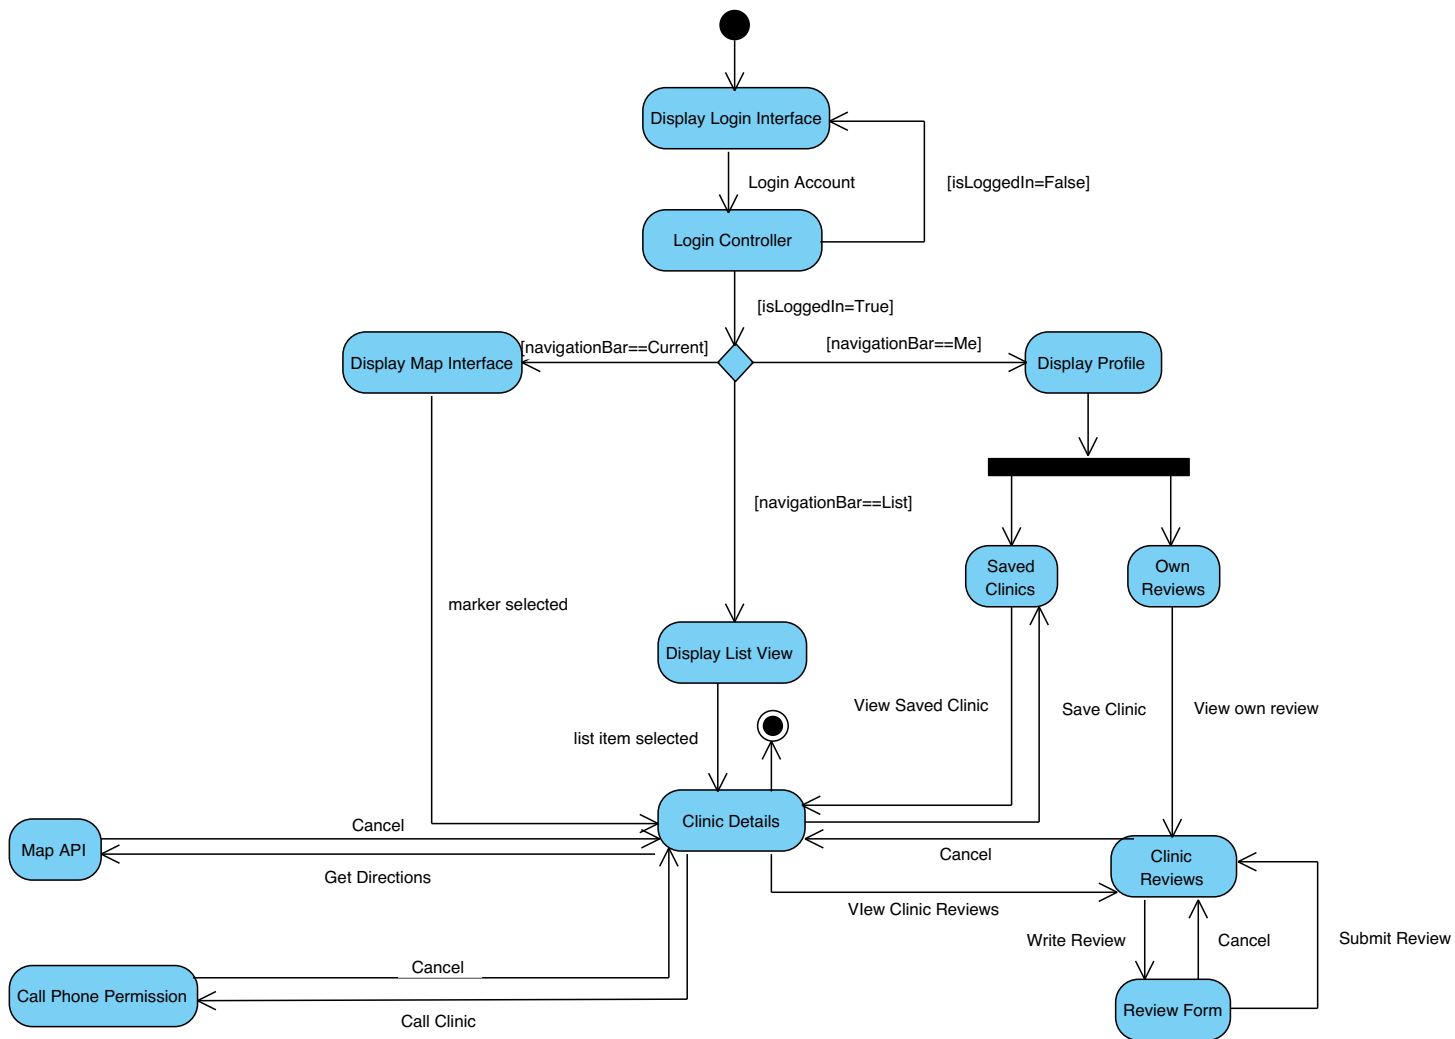 Display Login Interface
Login Account
[isLoggedIn=False]
Login Controller
[isLoggedIn=True]
[navigationBar==Current]
[navigationBar==Me]
Display Map Interface
Display Profile
[navigationBar==List]
Saved
Clinics
Own
Reviews
marker selected
Display List View
View Saved Clinic
Save Clinic
View own review
list item selected
Clinic Details
Cancel
Map API
Get Directions
Cancel
Clinic
Reviews
VIew Clinic Reviews
Write Review
Cancel
Submit Review
Cancel
Call Phone Permission
Call Clinic
Review Form